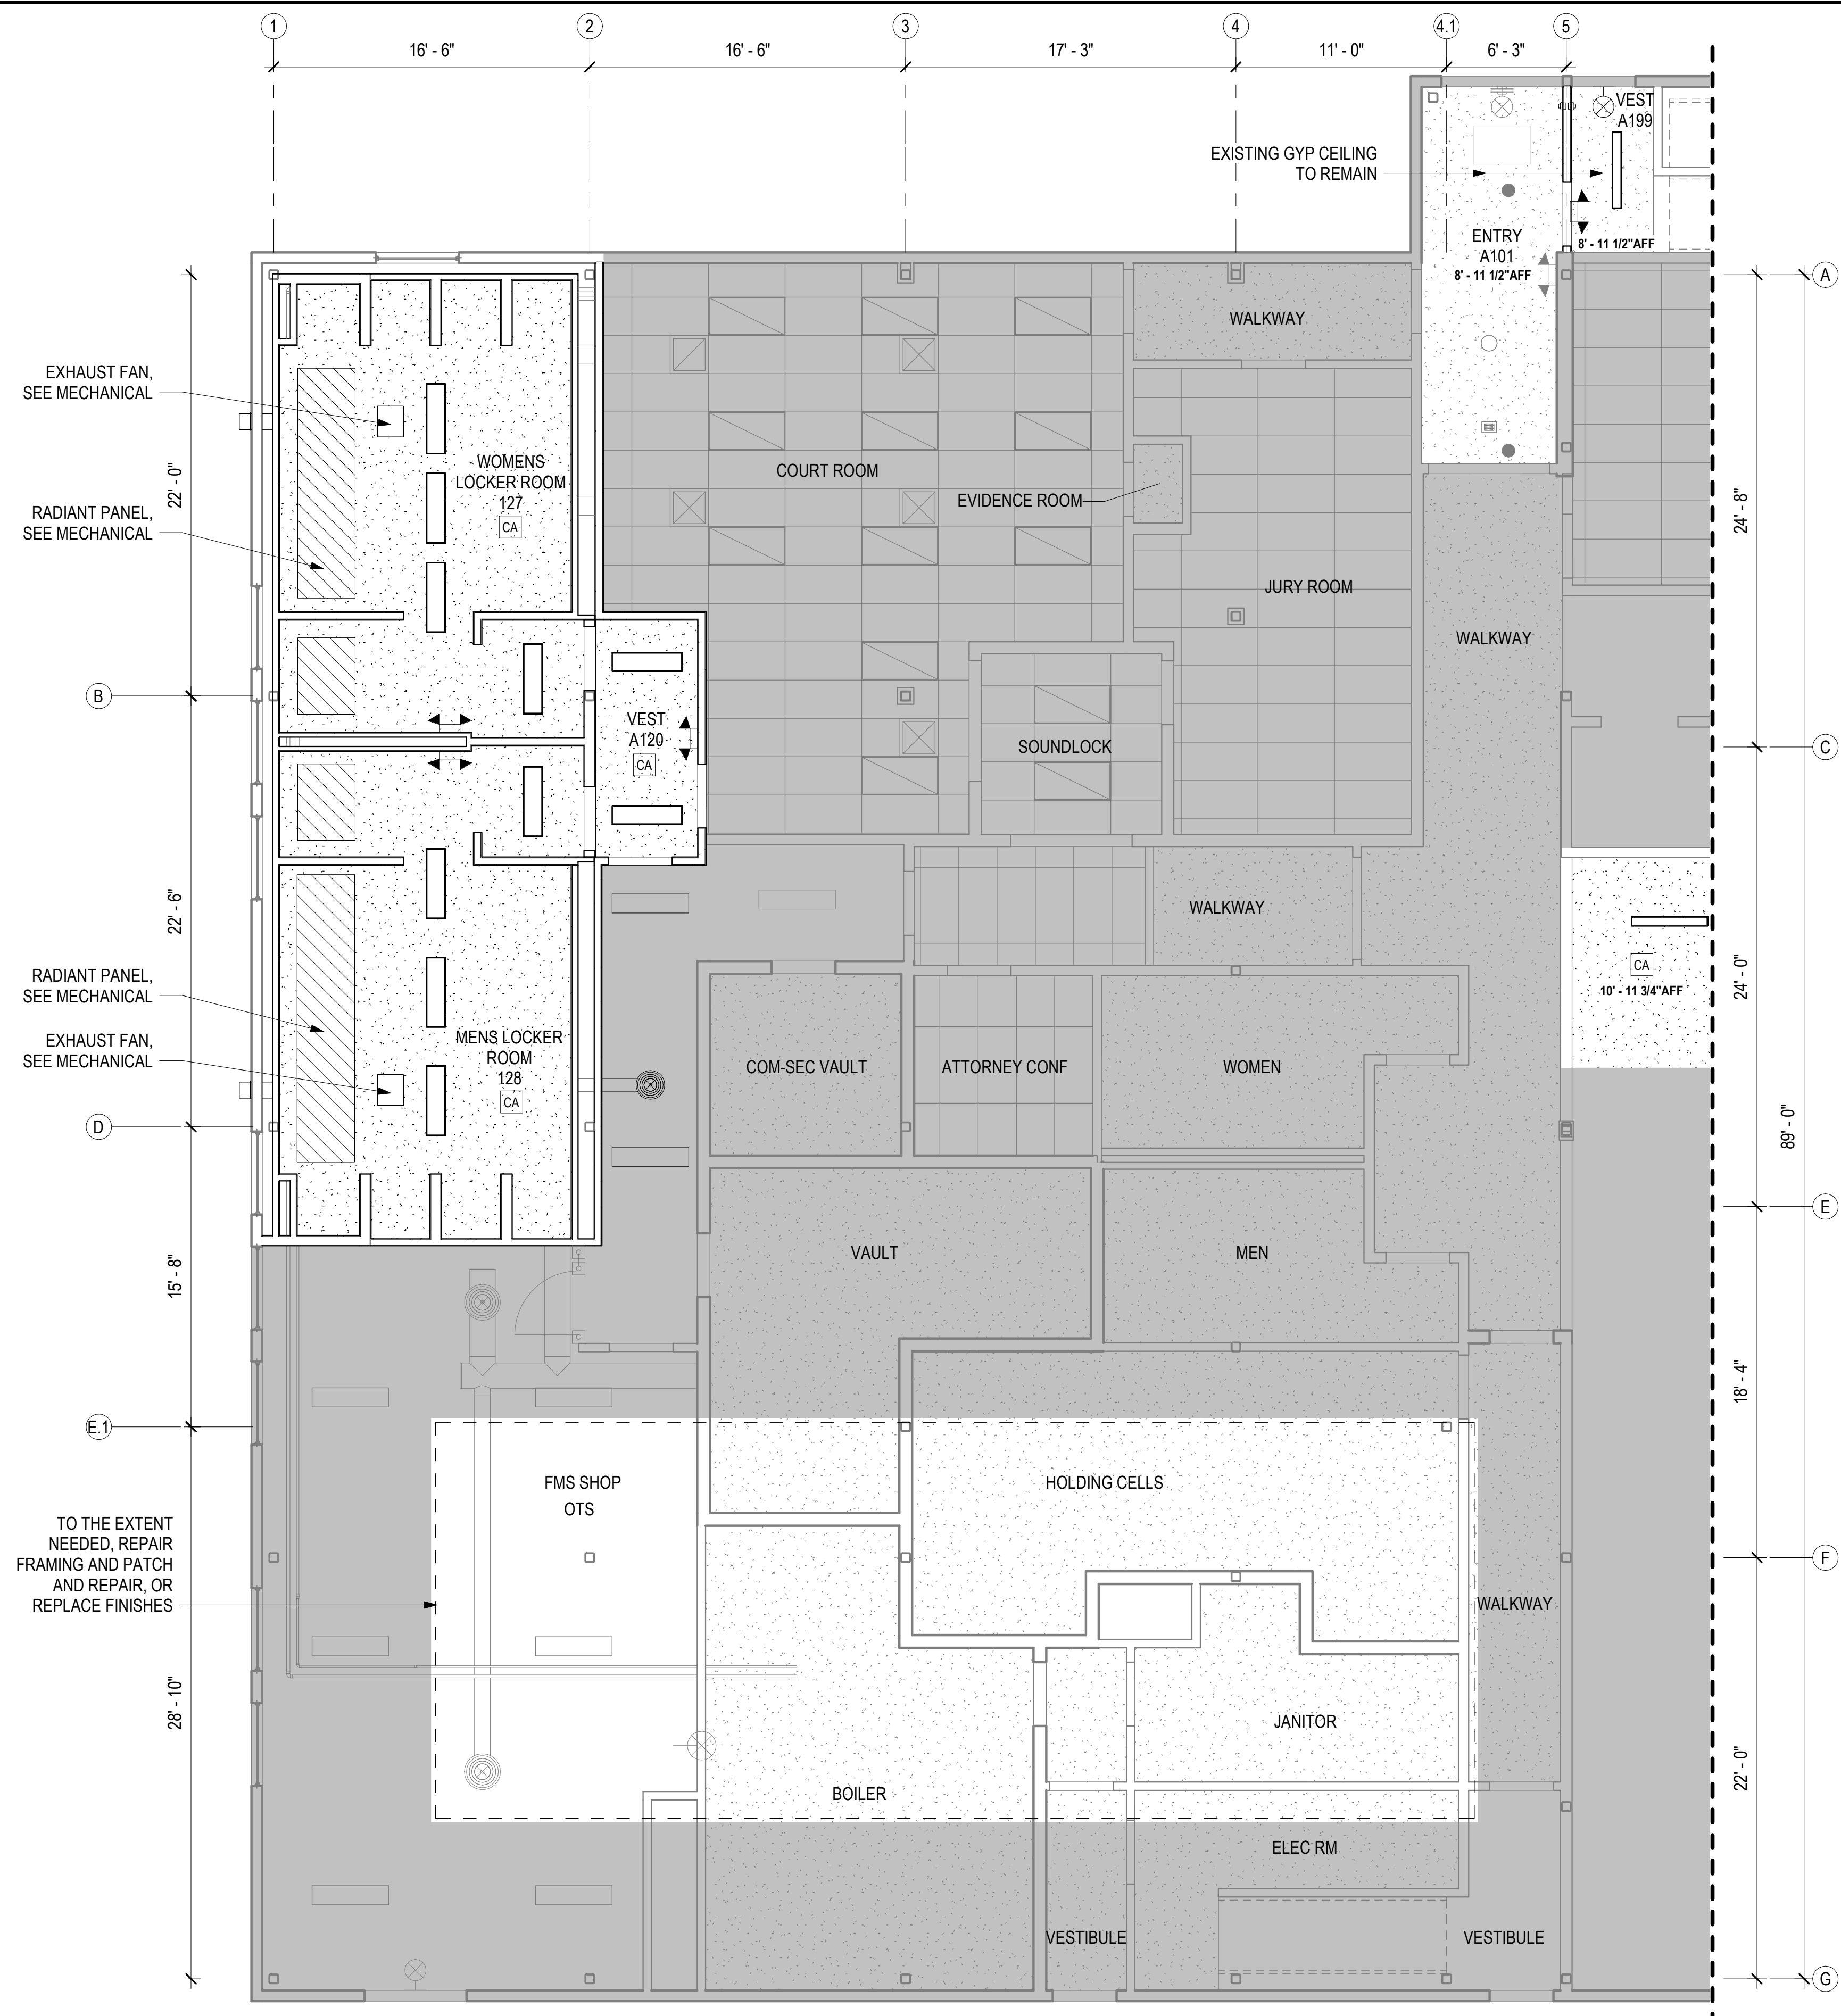 1
2
3
4
4.1
5
16' - 6"
16' - 6"
17' - 3"
11' - 0"
6' - 3"
VEST
A199
8' - 11 1/2"AFF
EXISTING GYP CEILING
TO REMAIN
ENTRY
A101
8' - 11 1/2"AFF
A
WALKWAY
EXHAUST FAN,
SEE MECHANICAL
WOMENS
LOCKER ROOM
127
CA
COURT ROOM
EVIDENCE ROOM
22' - 0"
24' - 8"
RADIANT PANEL,
SEE MECHANICAL
JURY ROOM
WALKWAY
B
VEST
A120
CA
SOUNDLOCK
C
22' - 6"
WALKWAY
CA
10' - 11 3/4"AFF
24' - 0"
RADIANT PANEL,
SEE MECHANICAL
EXHAUST FAN,
SEE MECHANICAL
MENS LOCKER
ROOM
128
CA
COM-SEC VAULT
ATTORNEY CONF
WOMEN
D
89' - 0"
E
15' - 8"
VAULT
MEN
18' - 4"
E.1
FMS SHOP
OTS
HOLDING CELLS
TO THE EXTENT
NEEDED, REPAIR
FRAMING AND PATCH
AND REPAIR, OR
REPLACE FINISHES
F
WALKWAY
28' - 10"
JANITOR
22' - 0"
BOILER
ELEC RM
VESTIBULE
VESTIBULE
G